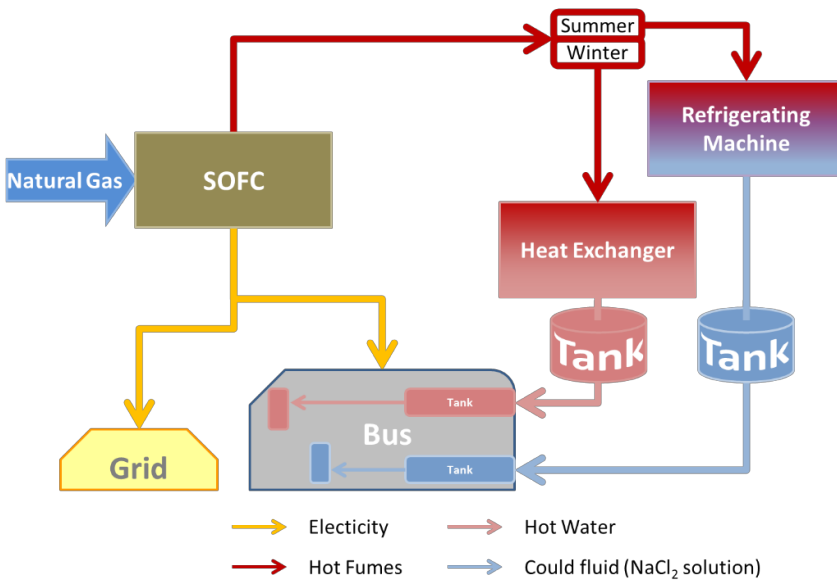 Summer
Winter
Refrigerating
Machine
Natural Gas
SOFC
Heat Exchanger
Tank
Tank
Tank
Bus
Tank
Grid
Electicity
Hot Water
Hot Fumes
Could fluid (NaCl₂ solution)